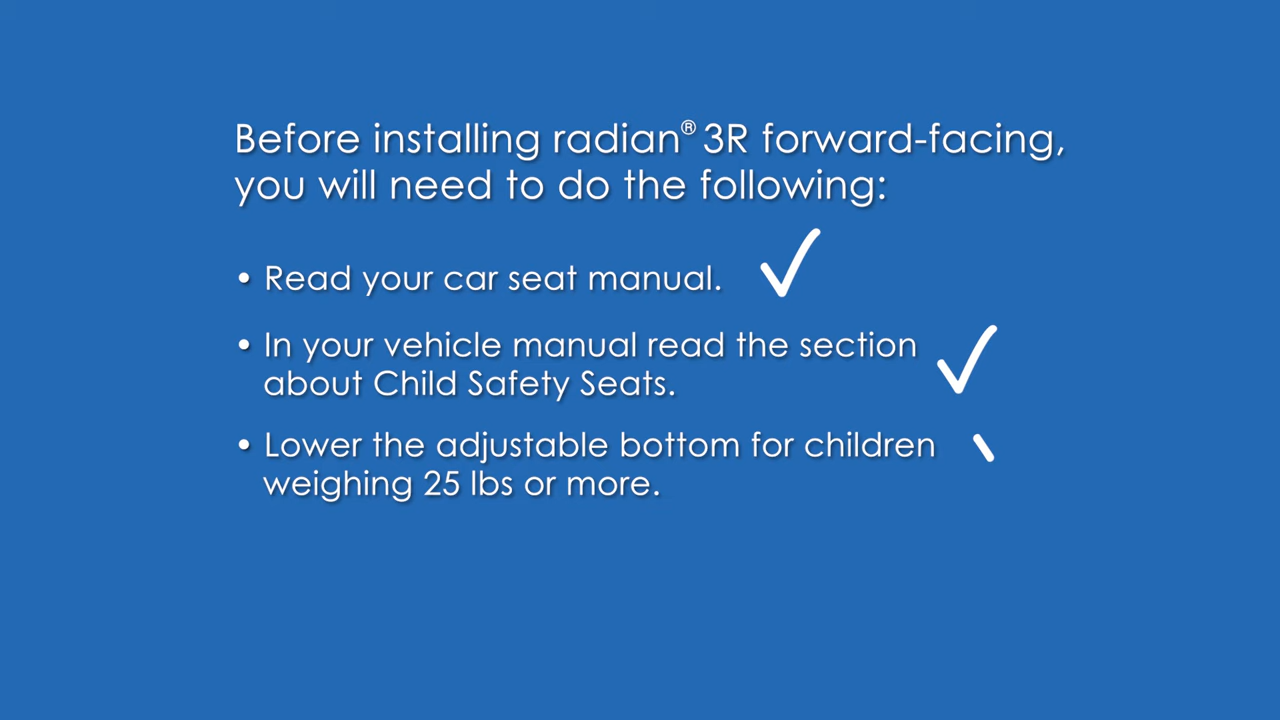 Before installing radian® 3R forward-facing,
you will need to do the following:
• Read your car seat manual.
• In your vehicle manual read the section
about Child Safety Seats.
• Lower the adjustable bottom for children
weighing 25 lbs or more.